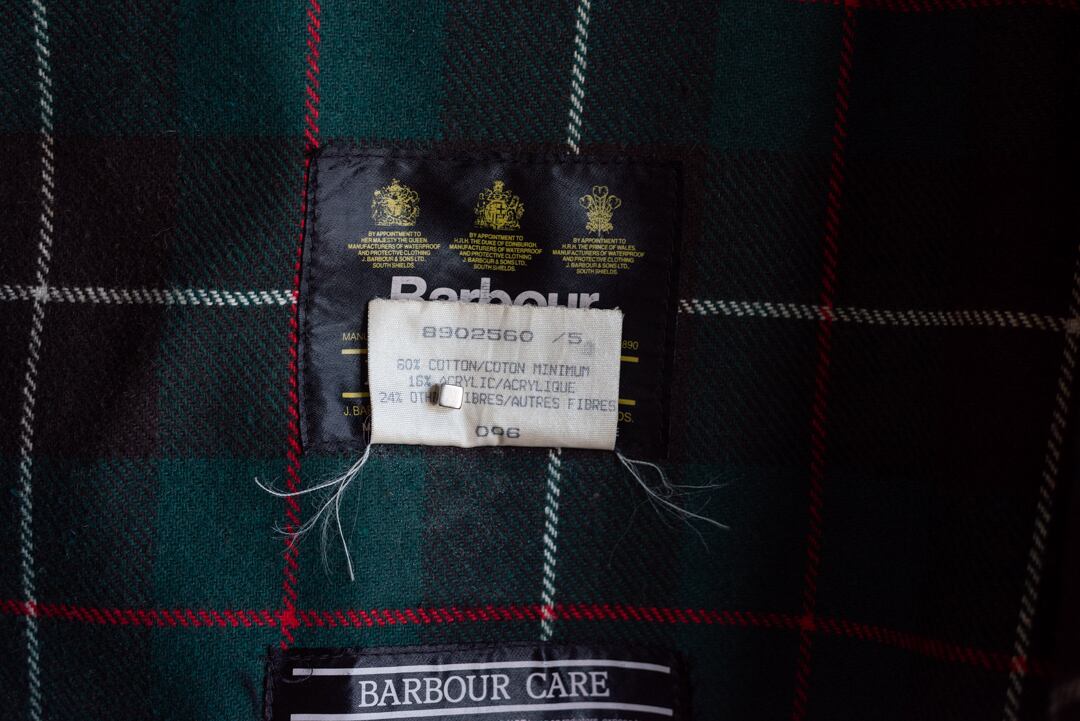 BY APPOINTMENT TO
HER MAJESTY THE QUEEN.
MANUFACTURERS OF WATERPROOF
AND PROTECTIVE CLOTHING
J. BARBOUR & SONS LTD.
SOUTH SHIELDS.
BY APPOINTMENT TO
H.R.H. THE DUKE OF EDINBURGH.
MANUFACTURERS OF WATERPROOF
AND PROTECTIVE CLOTHING
J. BARBOUR & SONS LTD.
SOUTH SHIELDS.
BY APPOINTMENT TO
H.R.H. THE PRINCE OF WALES.
MANUFACTURERS OF WATERPROOF
AND PROTECTIVE CLOTHING
J. BARBOUR & SONS LTD.
SOUTH SHIELDS.
Barbour
8902560 /5
60% COTTON/COTON MINIMUM
16% ACRYLIC/ACRYLIQUE
24% FIBRES/AUTRES FIBRES
096
BARBOUR CARE